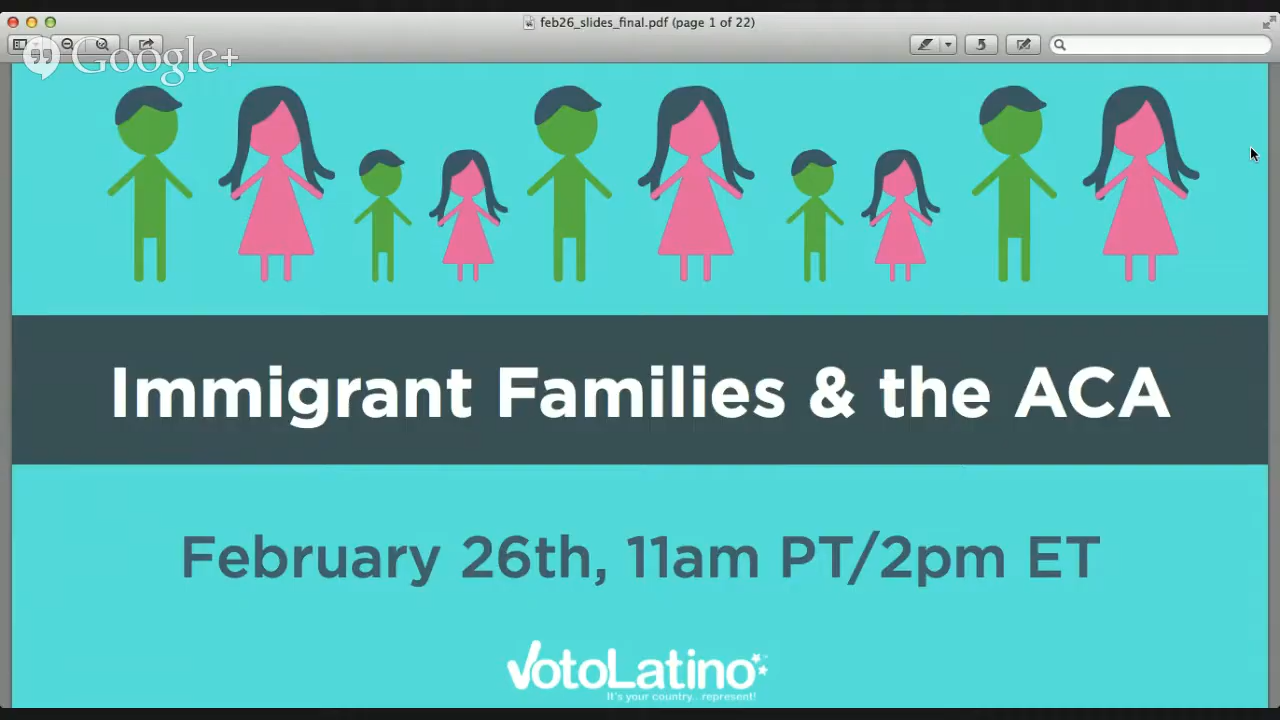 feb26_slides_final.pdf (page 1 of 22)
Google+
Immigrant Families & the ACA
February 26th, 11am PT/2pm ET
VotoLatino
It's your country.. represent!